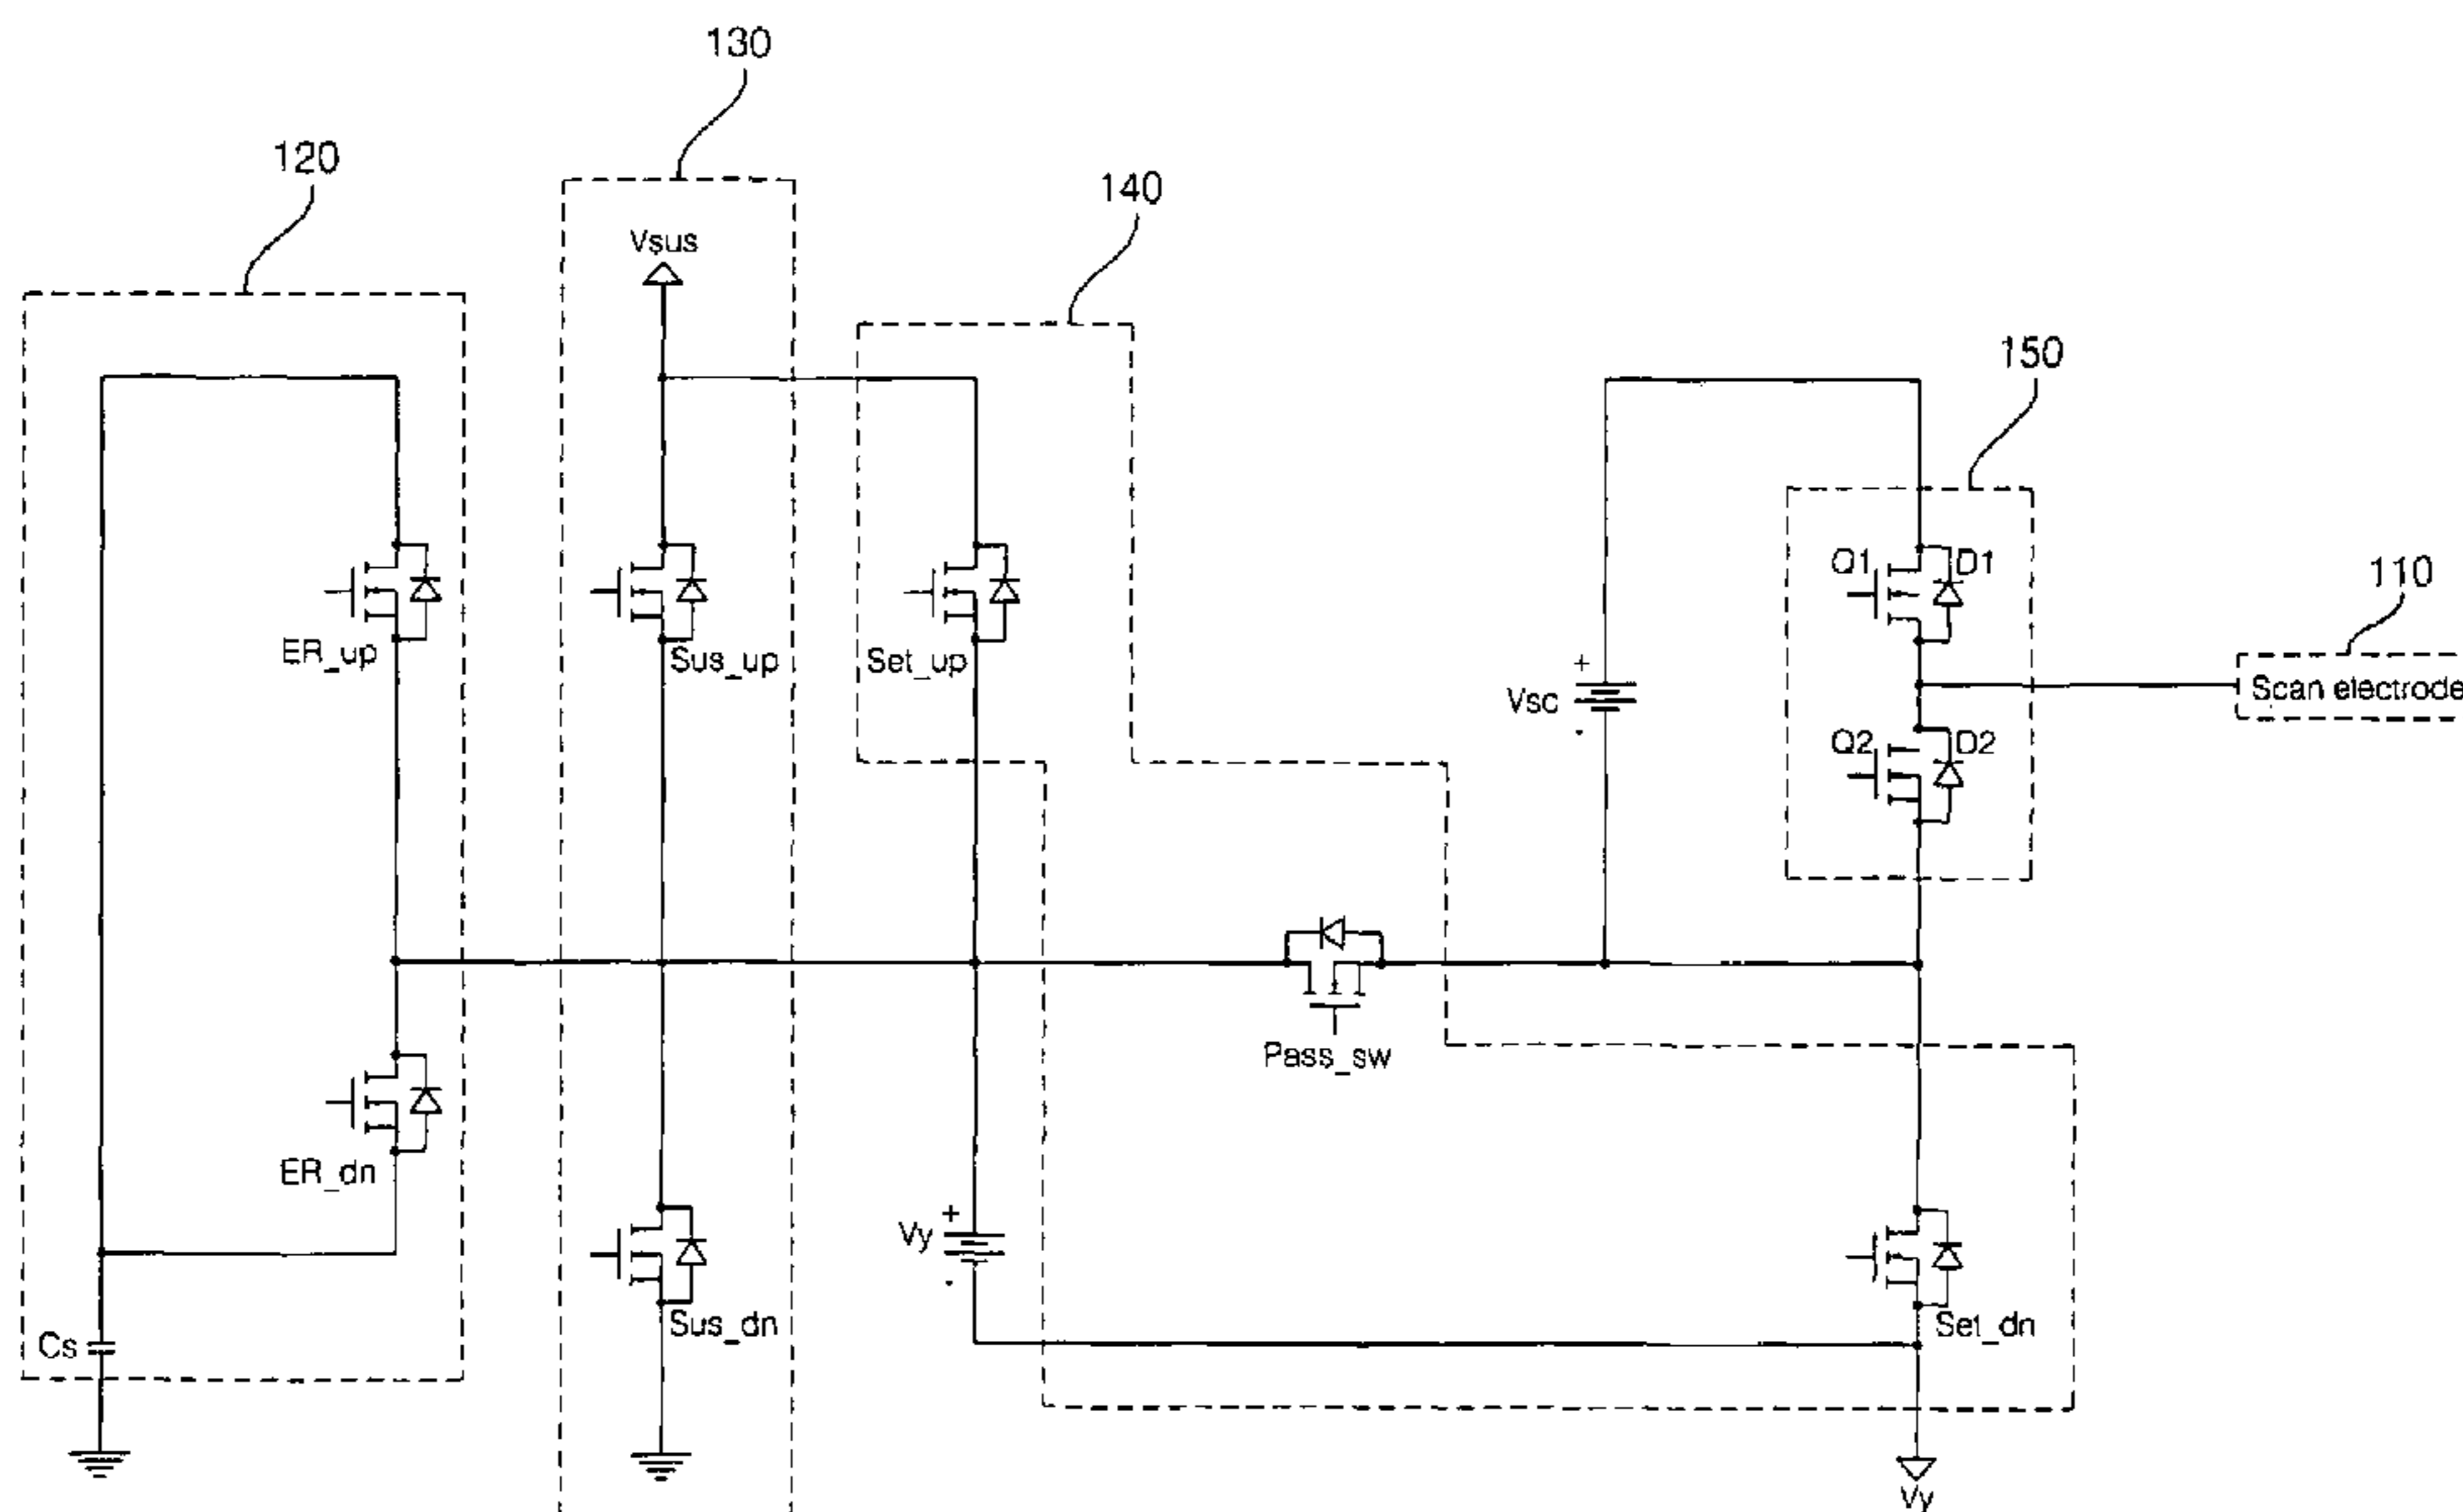 130
120
140
Vsus
150
Q1
D1
110
ER_up
Sus_up
Set_up
+
Vsc
-
Scan electrode
Q2
D2
Pass_sw
ER_dn
Vy
+
-
Cs
Sus_dn
Set_dn
Vy